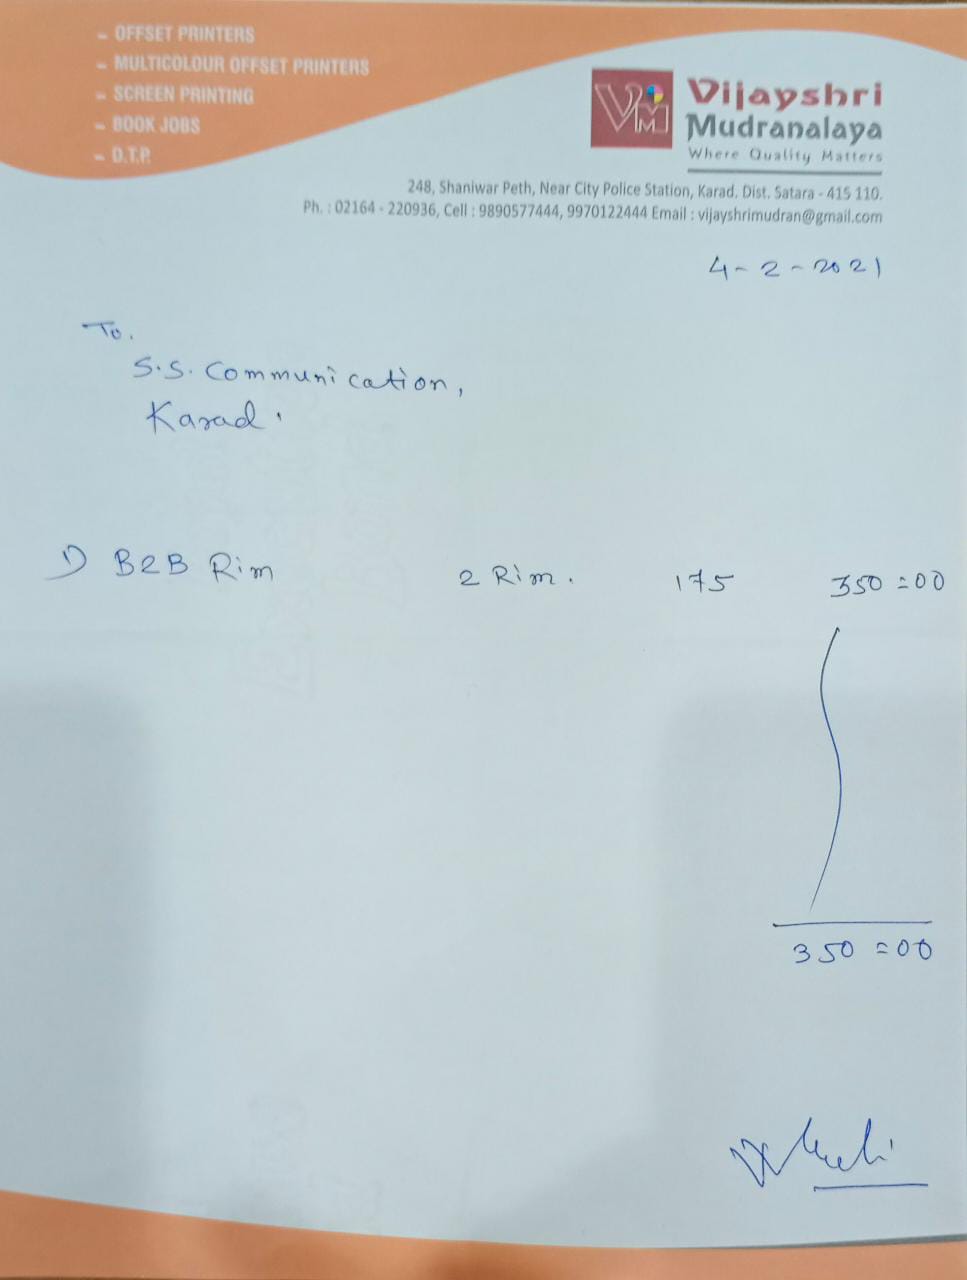 - OFFSET PRINTERS
- MULTICOLOUR OFFSET PRINTERS
- SCREEN PRINTING
- BOOK JOBS
- D.T.P.
VM
Vijayshri
Mudranalaya
Where Quality Matters
248, Shaniwar Peth, Near City Police Station, Karad. Dist. Satara - 415 110.
Ph. : 02164 - 220936, Cell : 9890577444, 9970122444 Email : vijayshrimudran@gmail.com
4-2-2021
To.
S.S. Communication,
Karad.
1) B2B Rim 2 Rim. 175 350=00
350=00